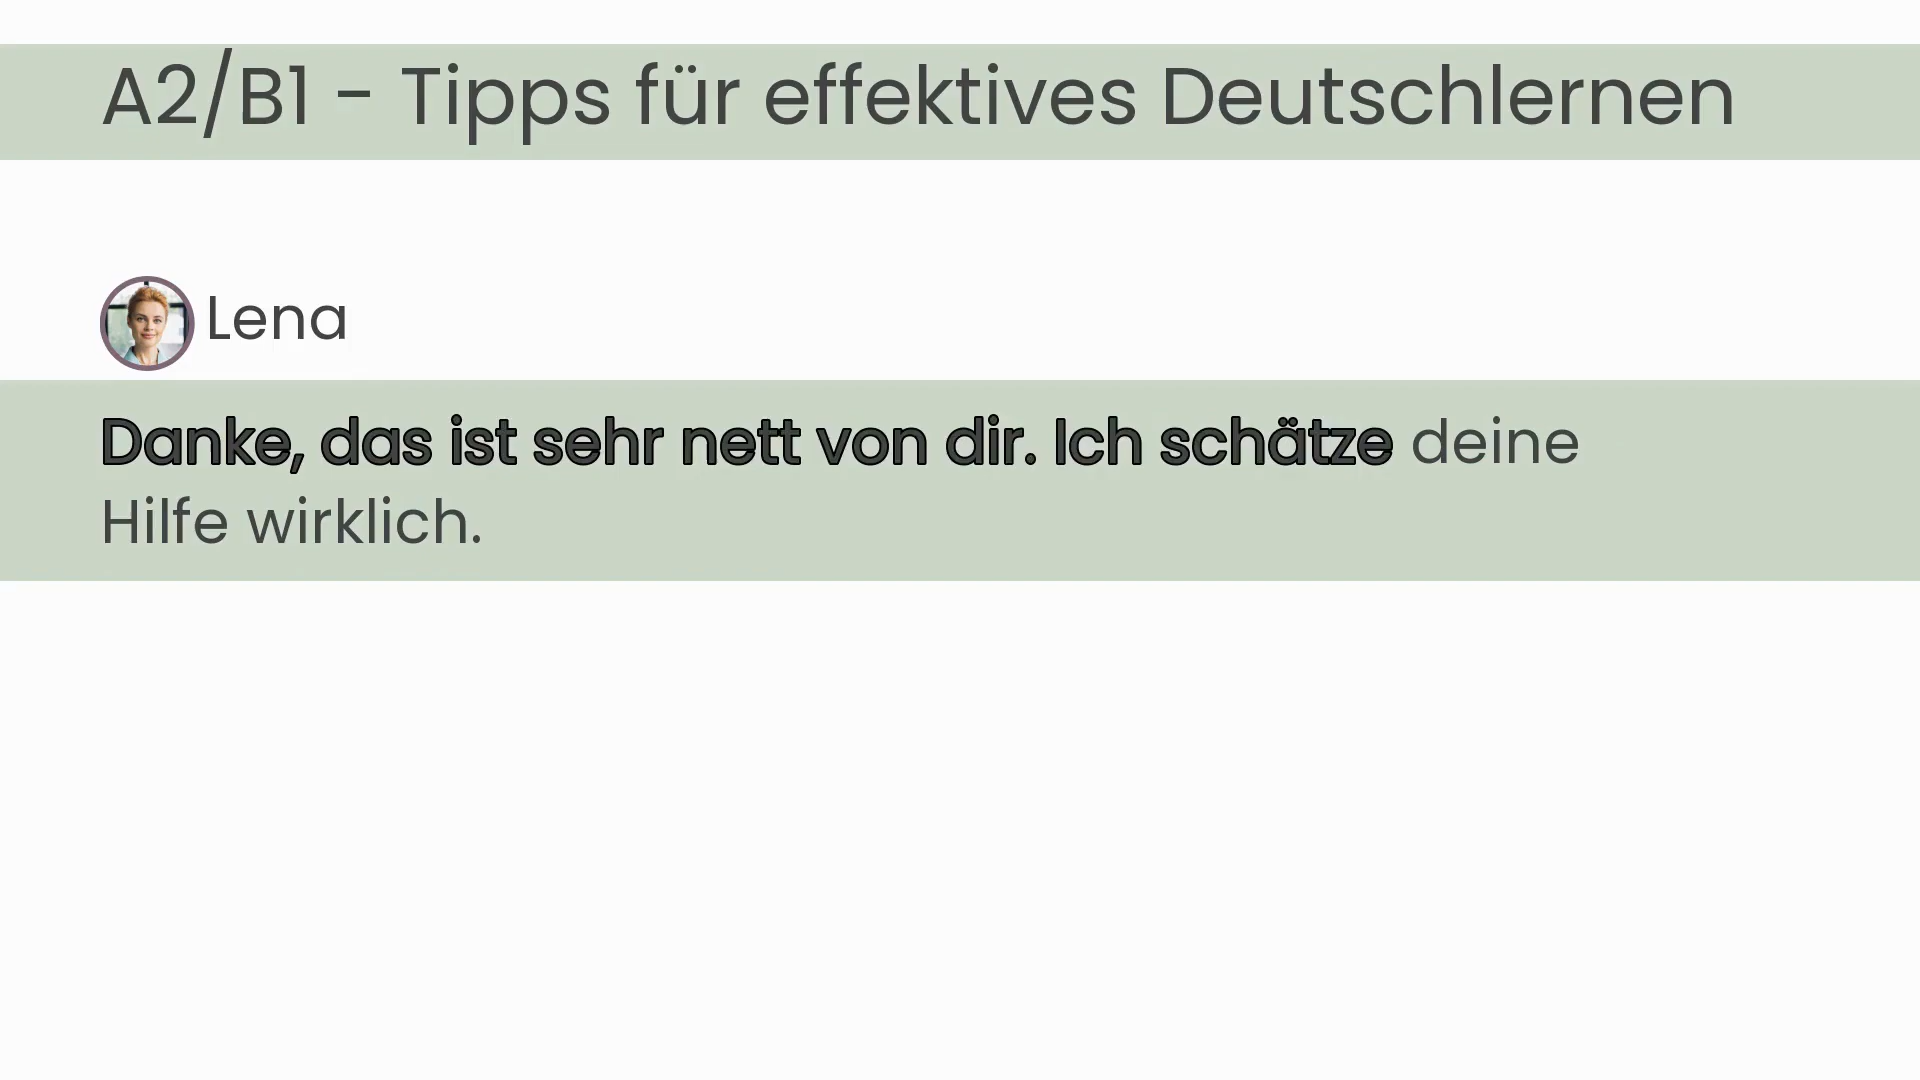 A2/B1 - Tipps für effektives Deutschlernen
Lena
Danke, das ist sehr nett von dir. Ich schätze deine
Hilfe wirklich.